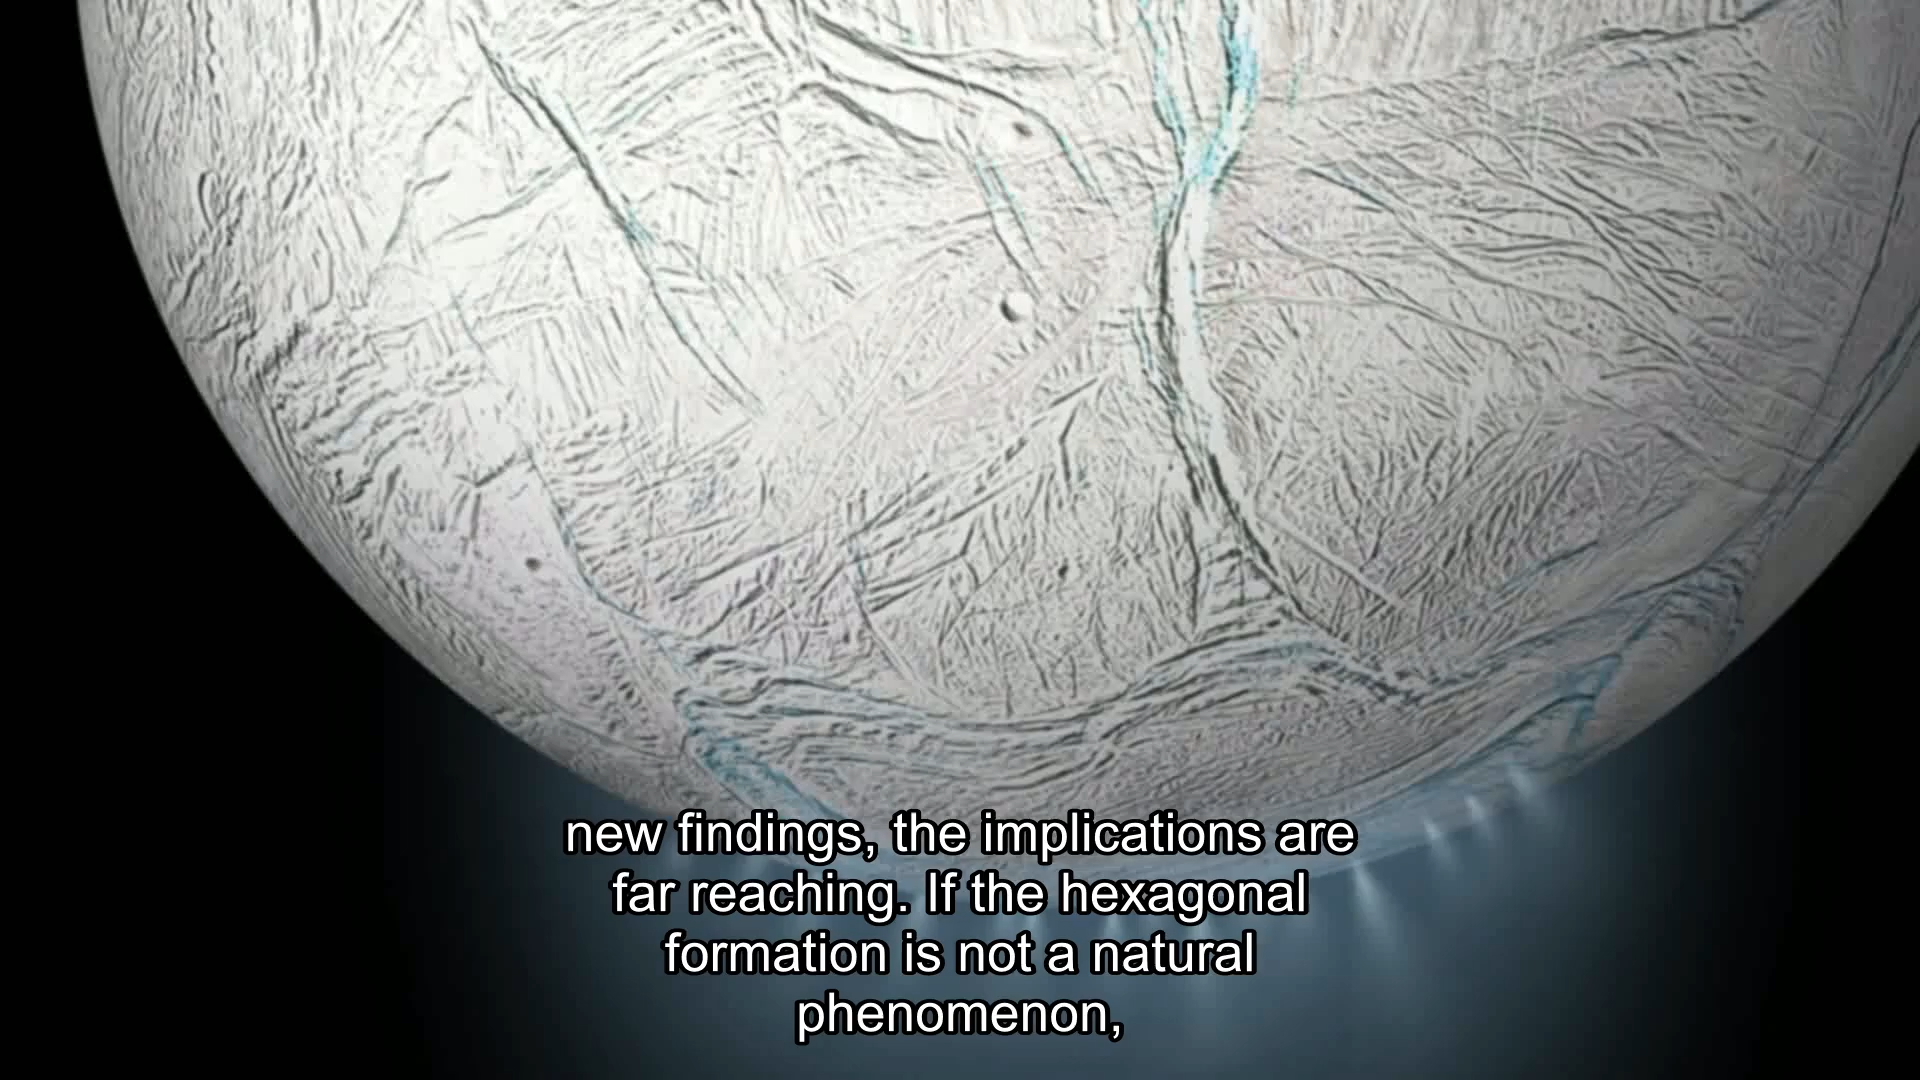 new findings, the implications are
far reaching. If the hexagonal
formation is not a natural
phenomenon,